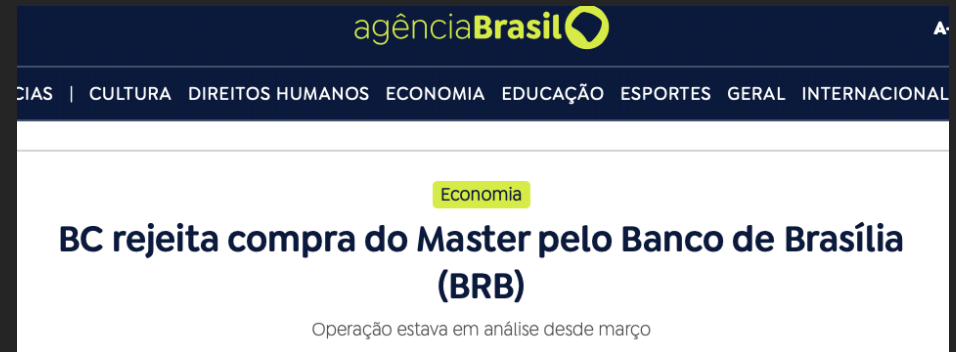 agênciaBrasil
A-
CIAS | CULTURA DIREITOS HUMANOS ECONOMIA EDUCAÇÃO ESPORTES GERAL INTERNACIONAL
Economia
BC rejeita compra do Master pelo Banco de Brasília
(BRB)
Operação estava em análise desde março